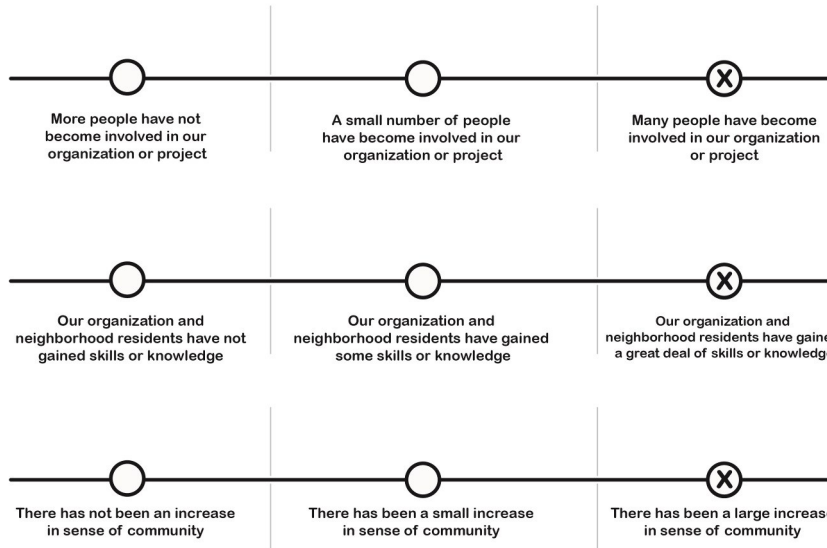 X
More people have not
become involved in our
organization or project
A small number of people
have become involved in our
organization or project
Many people have become
involved in our organization
or project
X
Our organization and
neighborhood residents have not
gained skills or knowledge
Our organization and
neighborhood residents have gained
some skills or knowledge
Our organization and
neighborhood residents have gaine
a great deal of skills or knowledge
X
There has not been an increase
in sense of community
There has been a small increase
in sense of community
There has been a large increase
in sense of community